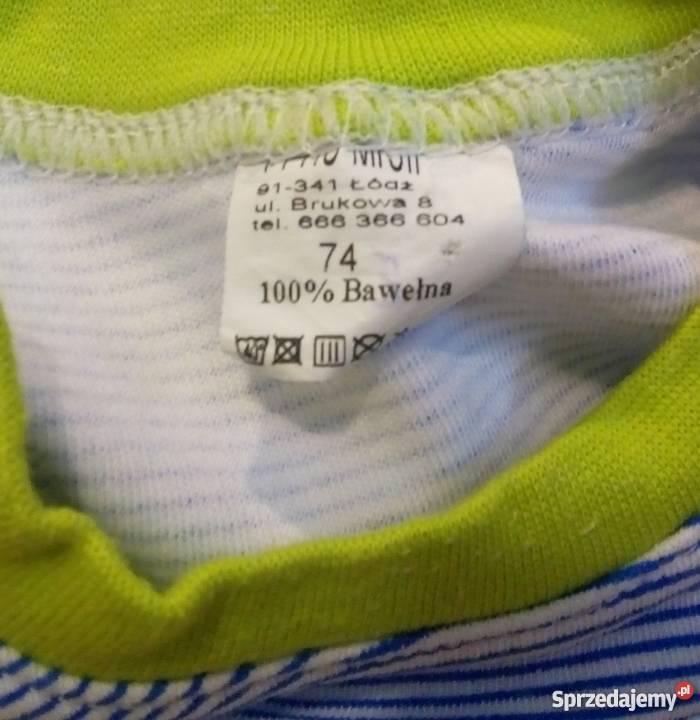 91-341 Łódź
ul. Brukowa 8
tel. 666 366 604
74
100% Bawełna
Sprzedajemy.pl